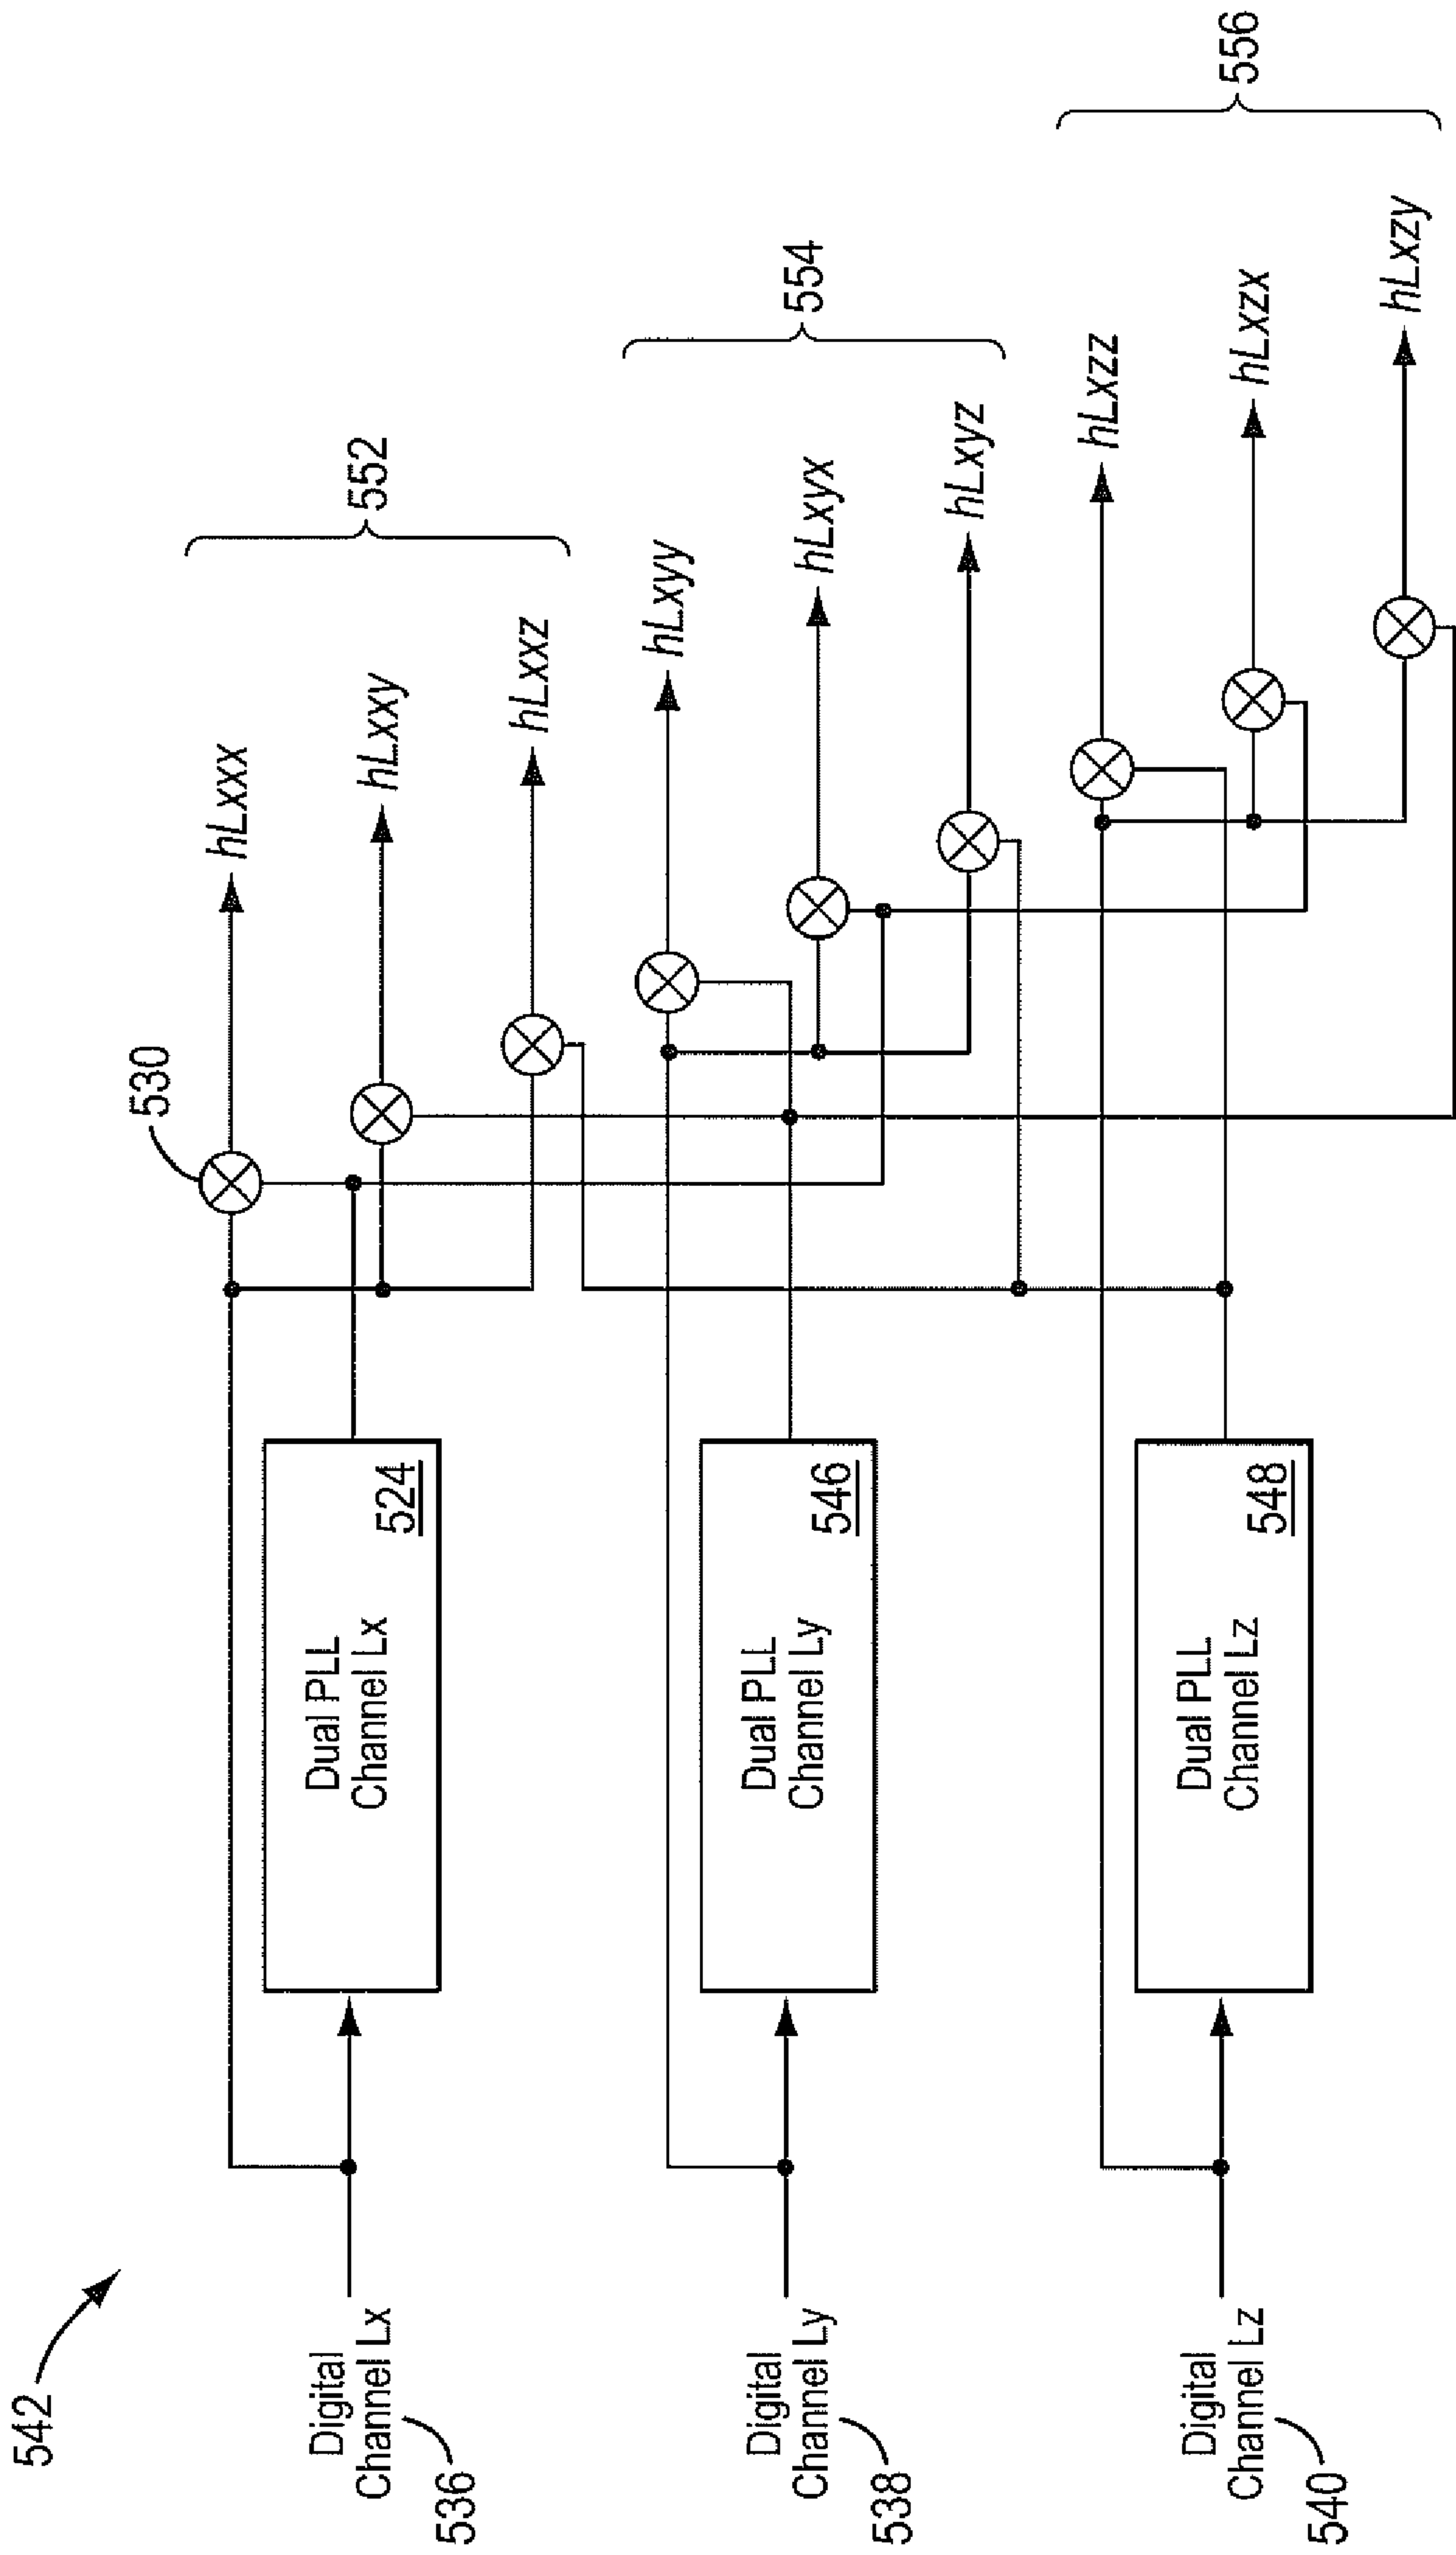 542
Digital
Channel Lx
536
Dual PLL
Channel Lx
524
530
hLxxx
hLxxy
hLxxz
552
Digital
Channel Ly
538
Dual PLL
Channel Ly
546
hLxyy
hLxyx
hLxyz
554
Digital
Channel Lz
540
Dual PLL
Channel Lz
548
hLxzz
hLxzx
hLxzy
556